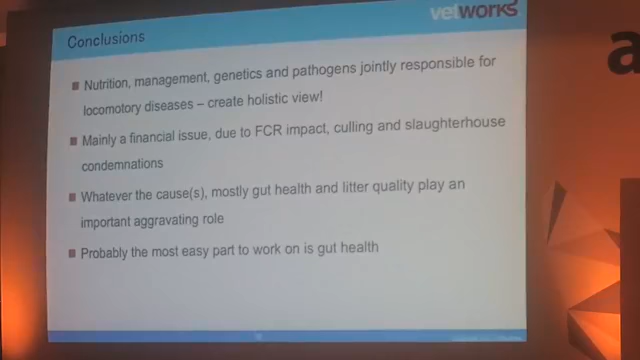 Conclusions
vetworks
Nutrition, management, genetics and pathogens jointly responsible for
locomotory diseases – create holistic view!
Mainly a financial issue, due to FCR impact, culling and slaughterhouse
condemnations
Whatever the cause(s), mostly gut health and litter quality play an
important aggravating role
Probably the most easy part to work on is gut health
a